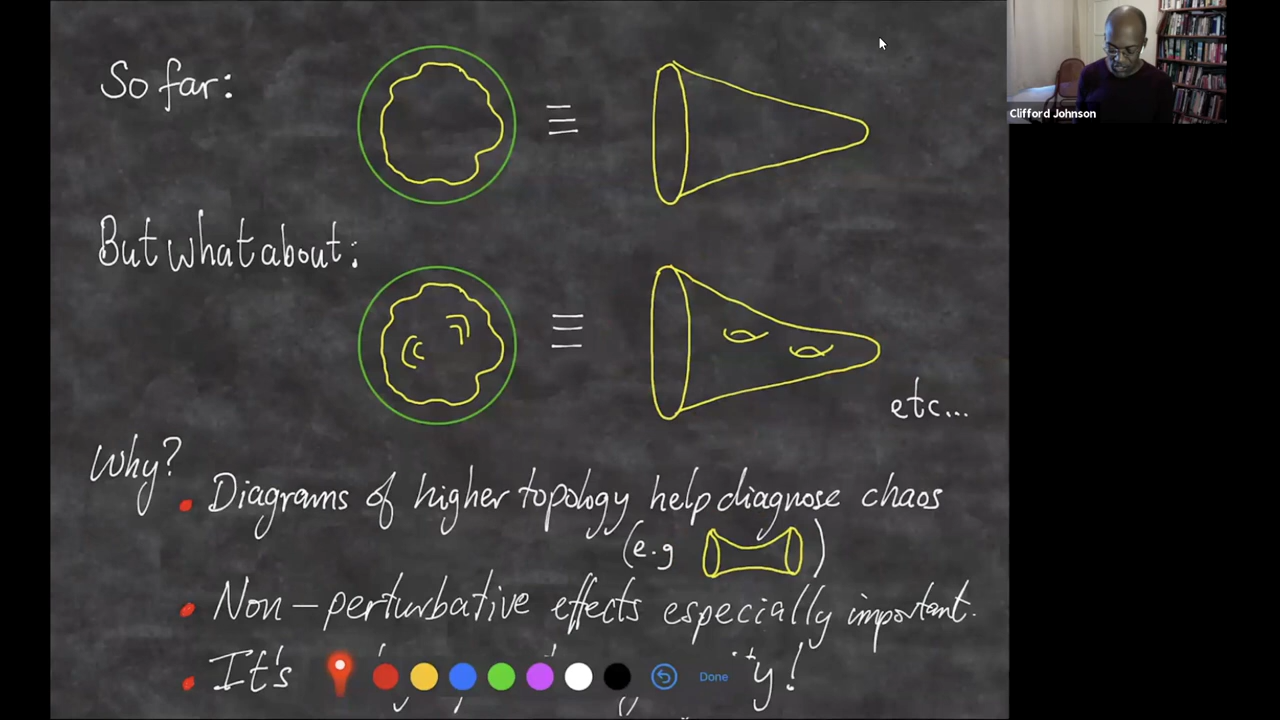 So far:
≡
But what about:
≡
etc...
Why?
• Diagrams of higher topology help diagnose chaos
(e.g )
• Non-perturbative effects especially important.
• It's
y!
Done
Clifford Johnson